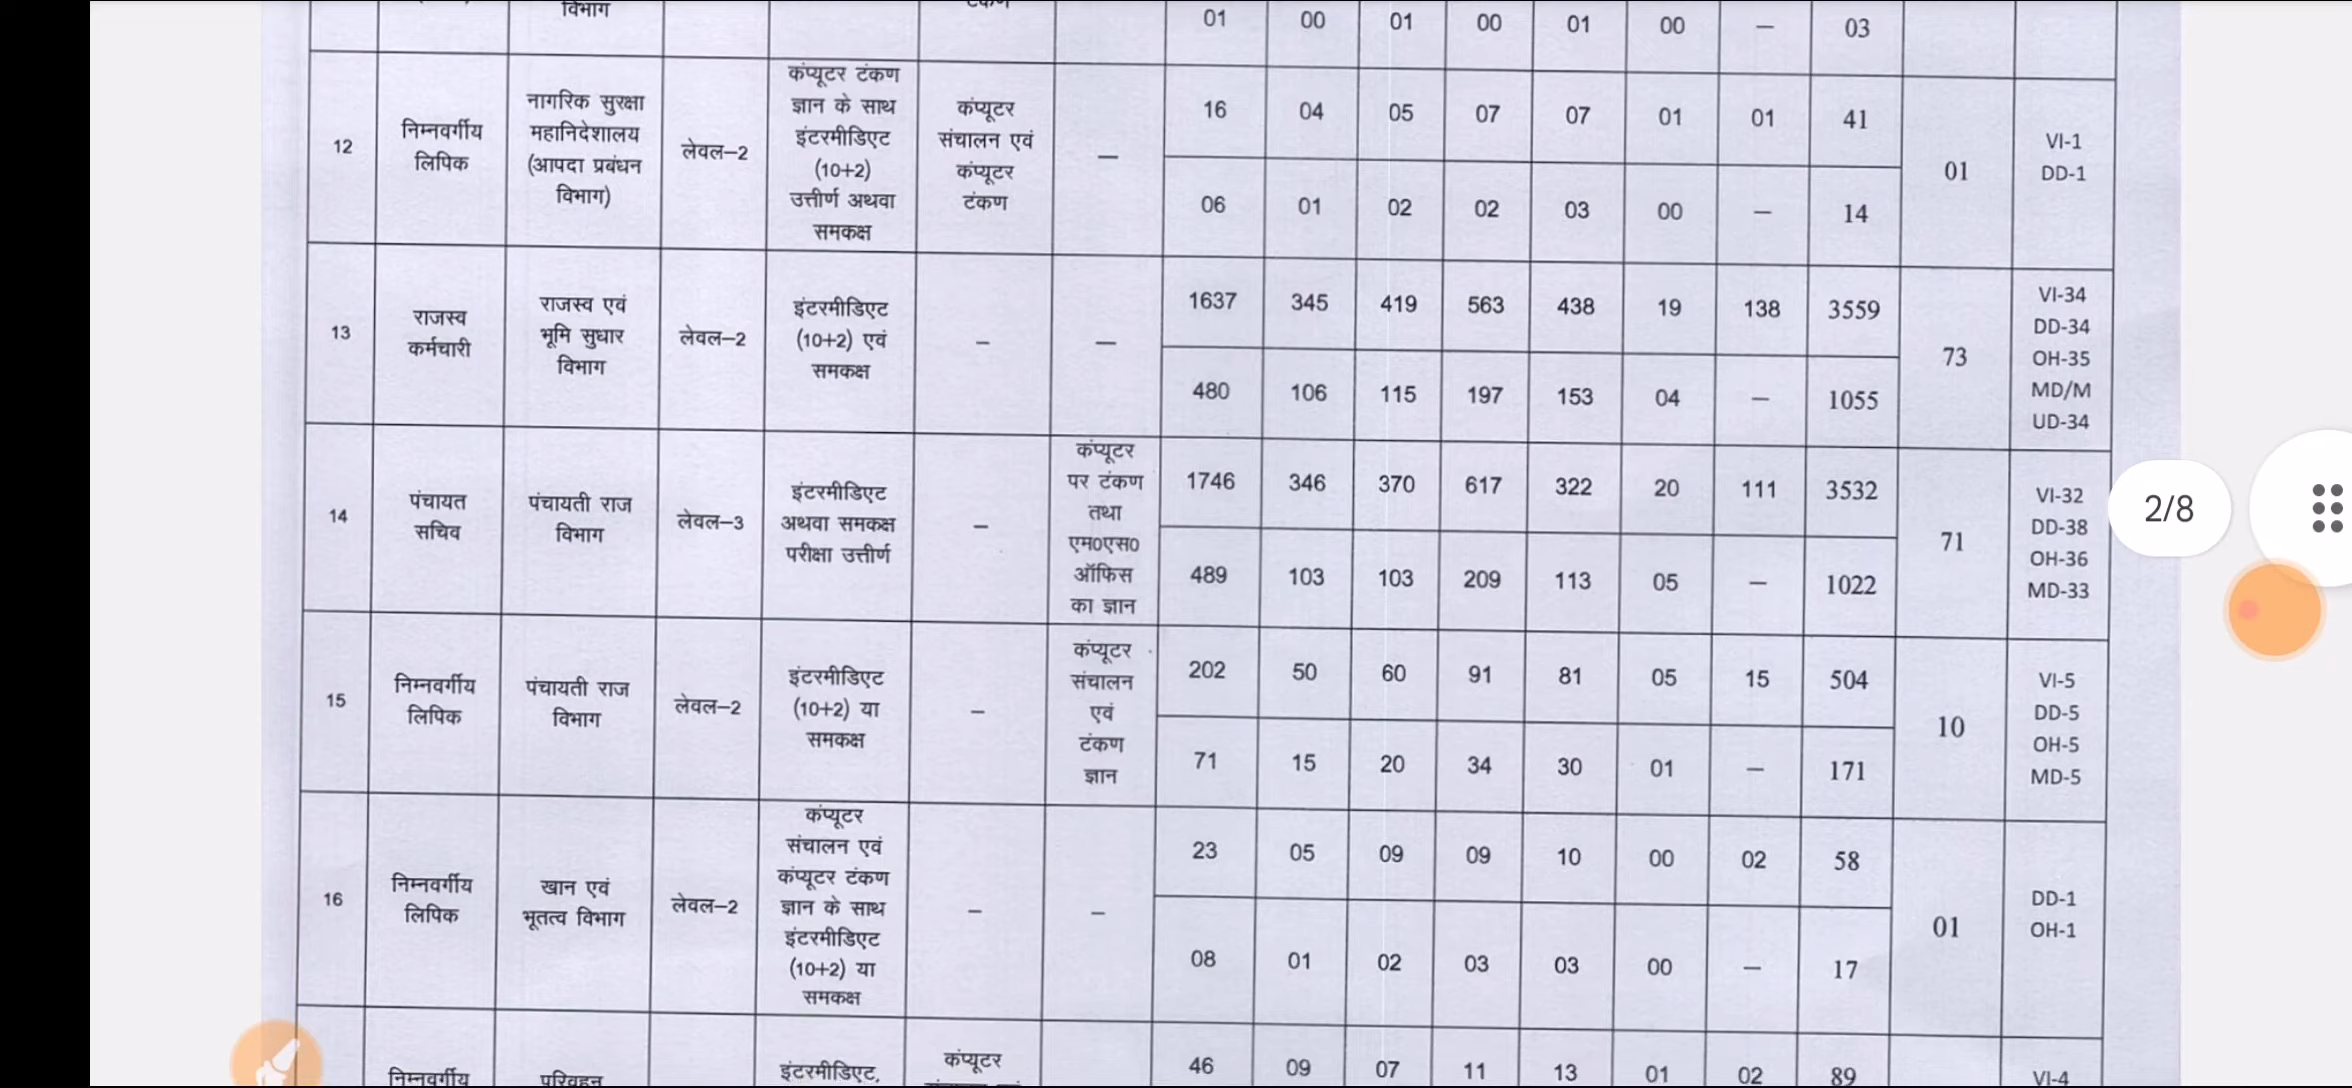 विभाग
टंकण
01 00 01 00 01 00 — 03
12
निम्नवर्गीय
लिपिक
नागरिक सुरक्षा
महानिदेशालय
(आपदा प्रबंधन
विभाग)
लेवल–2
कंप्यूटर टंकण
ज्ञान के साथ
इंटरमीडिएट
(10+2)
उत्तीर्ण अथवा
समकक्ष
कंप्यूटर
संचालन एवं
कंप्यूटर
टंकण
—
16 04 05 07 07 01 01 41
06 01 02 02 03 00 — 14
01
VI-1
DD-1
13
राजस्व
कर्मचारी
राजस्व एवं
भूमि सुधार
विभाग
लेवल–2
इंटरमीडिएट
(10+2) एवं
समकक्ष
–
—
1637 345 419 563 438 19 138 3559
480 106 115 197 153 04 — 1055
73
VI-34
DD-34
OH-35
MD/M
UD-34
14
पंचायत
सचिव
पंचायती राज
विभाग
लेवल–3
इंटरमीडिएट
अथवा समकक्ष
परीक्षा उत्तीर्ण
–
कंप्यूटर
पर टंकण
तथा
एम0एस0
ऑफिस
का ज्ञान
1746 346 370 617 322 20 111 3532
489 103 103 209 113 05 — 1022
71
VI-32
DD-38
OH-36
MD-33
2/8
15
निम्नवर्गीय
लिपिक
पंचायती राज
विभाग
लेवल–2
इंटरमीडिएट
(10+2) या
समकक्ष
–
कंप्यूटर
संचालन
एवं
टंकण
ज्ञान
202 50 60 91 81 05 15 504
71 15 20 34 30 01 — 171
10
VI-5
DD-5
OH-5
MD-5
16
निम्नवर्गीय
लिपिक
खान एवं
भूतत्व विभाग
लेवल–2
कंप्यूटर
संचालन एवं
कंप्यूटर टंकण
ज्ञान के साथ
इंटरमीडिएट
(10+2) या
समकक्ष
–
–
23 05 09 09 10 00 02 58
08 01 02 03 03 00 — 17
01
DD-1
OH-1
निम्नवर्गीय
परिवहन
इंटरमीडिएट,
कंप्यूटर
46 09 07 11 13 01 02 89
VI-4